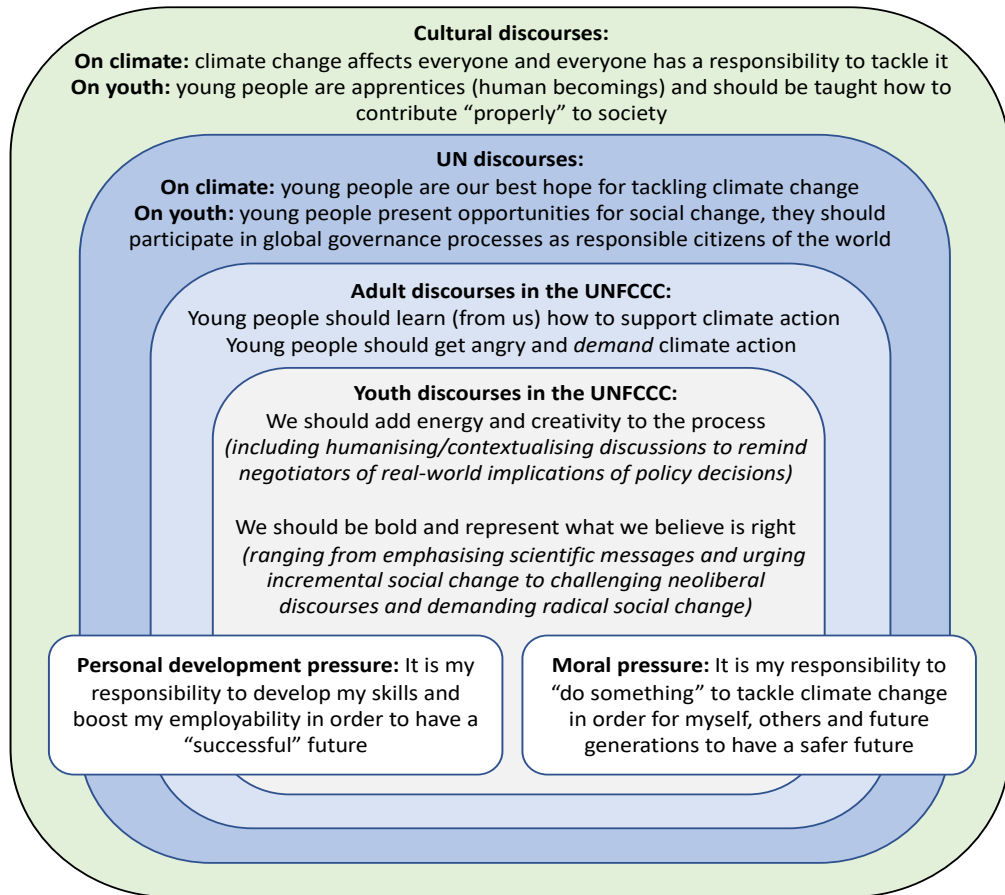 Cultural discourses:
On climate: climate change affects everyone and everyone has a responsibility to tackle it
On youth: young people are apprentices (human becomings) and should be taught how to
contribute “properly” to society
UN discourses:
On climate: young people are our best hope for tackling climate change
On youth: young people present opportunities for social change, they should
participate in global governance processes as responsible citizens of the world
Adult discourses in the UNFCCC:
Young people should learn (from us) how to support climate action
Young people should get angry and demand climate action
Youth discourses in the UNFCCC:
We should add energy and creativity to the process
(including humanising/contextualising discussions to remind
negotiators of real-world implications of policy decisions)
We should be bold and represent what we believe is right
(ranging from emphasising scientific messages and urging
incremental social change to challenging neoliberal
discourses and demanding radical social change)
Personal development pressure: It is my
responsibility to develop my skills and
boost my employability in order to have a
“successful” future
Moral pressure: It is my responsibility to
“do something” to tackle climate change
in order for myself, others and future
generations to have a safer future